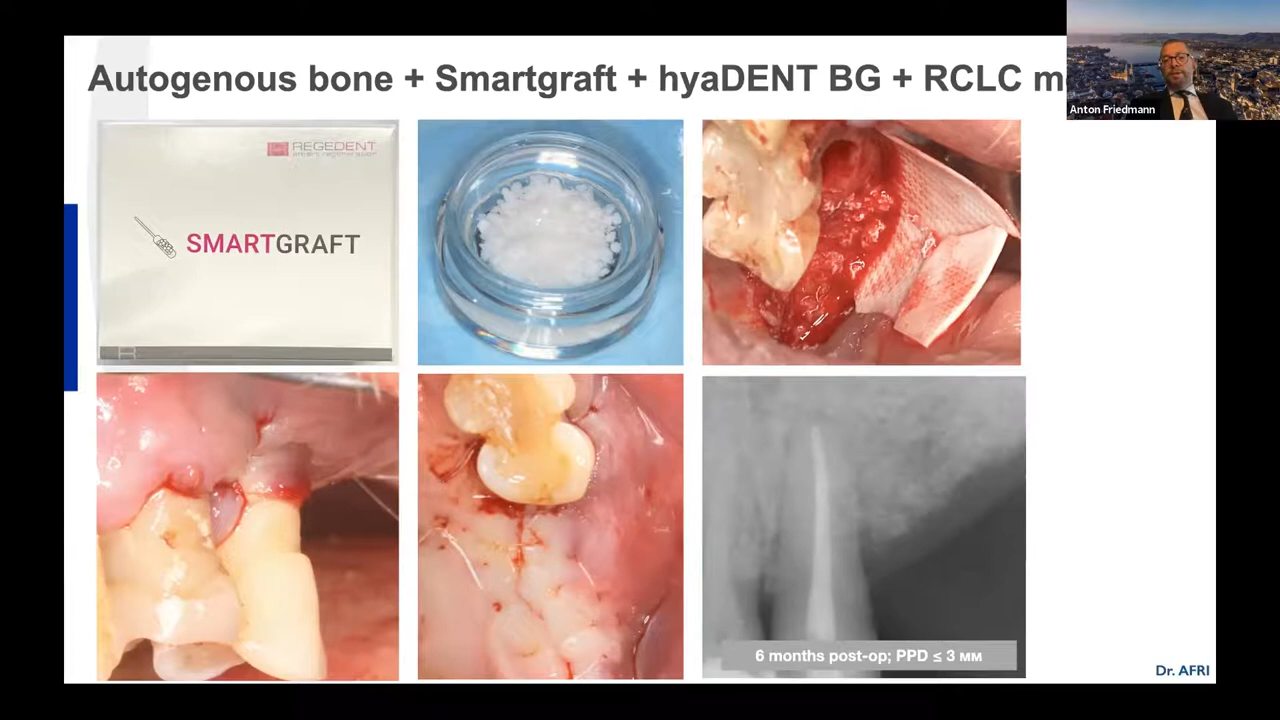 Autogenous bone + Smartgraft + hyaDENT BG + RCLC
Anton Friedmann
REGEDENT
SMARTGRAFT
6 months post-op; PPD ≤ 3 мм
Dr. AFRI